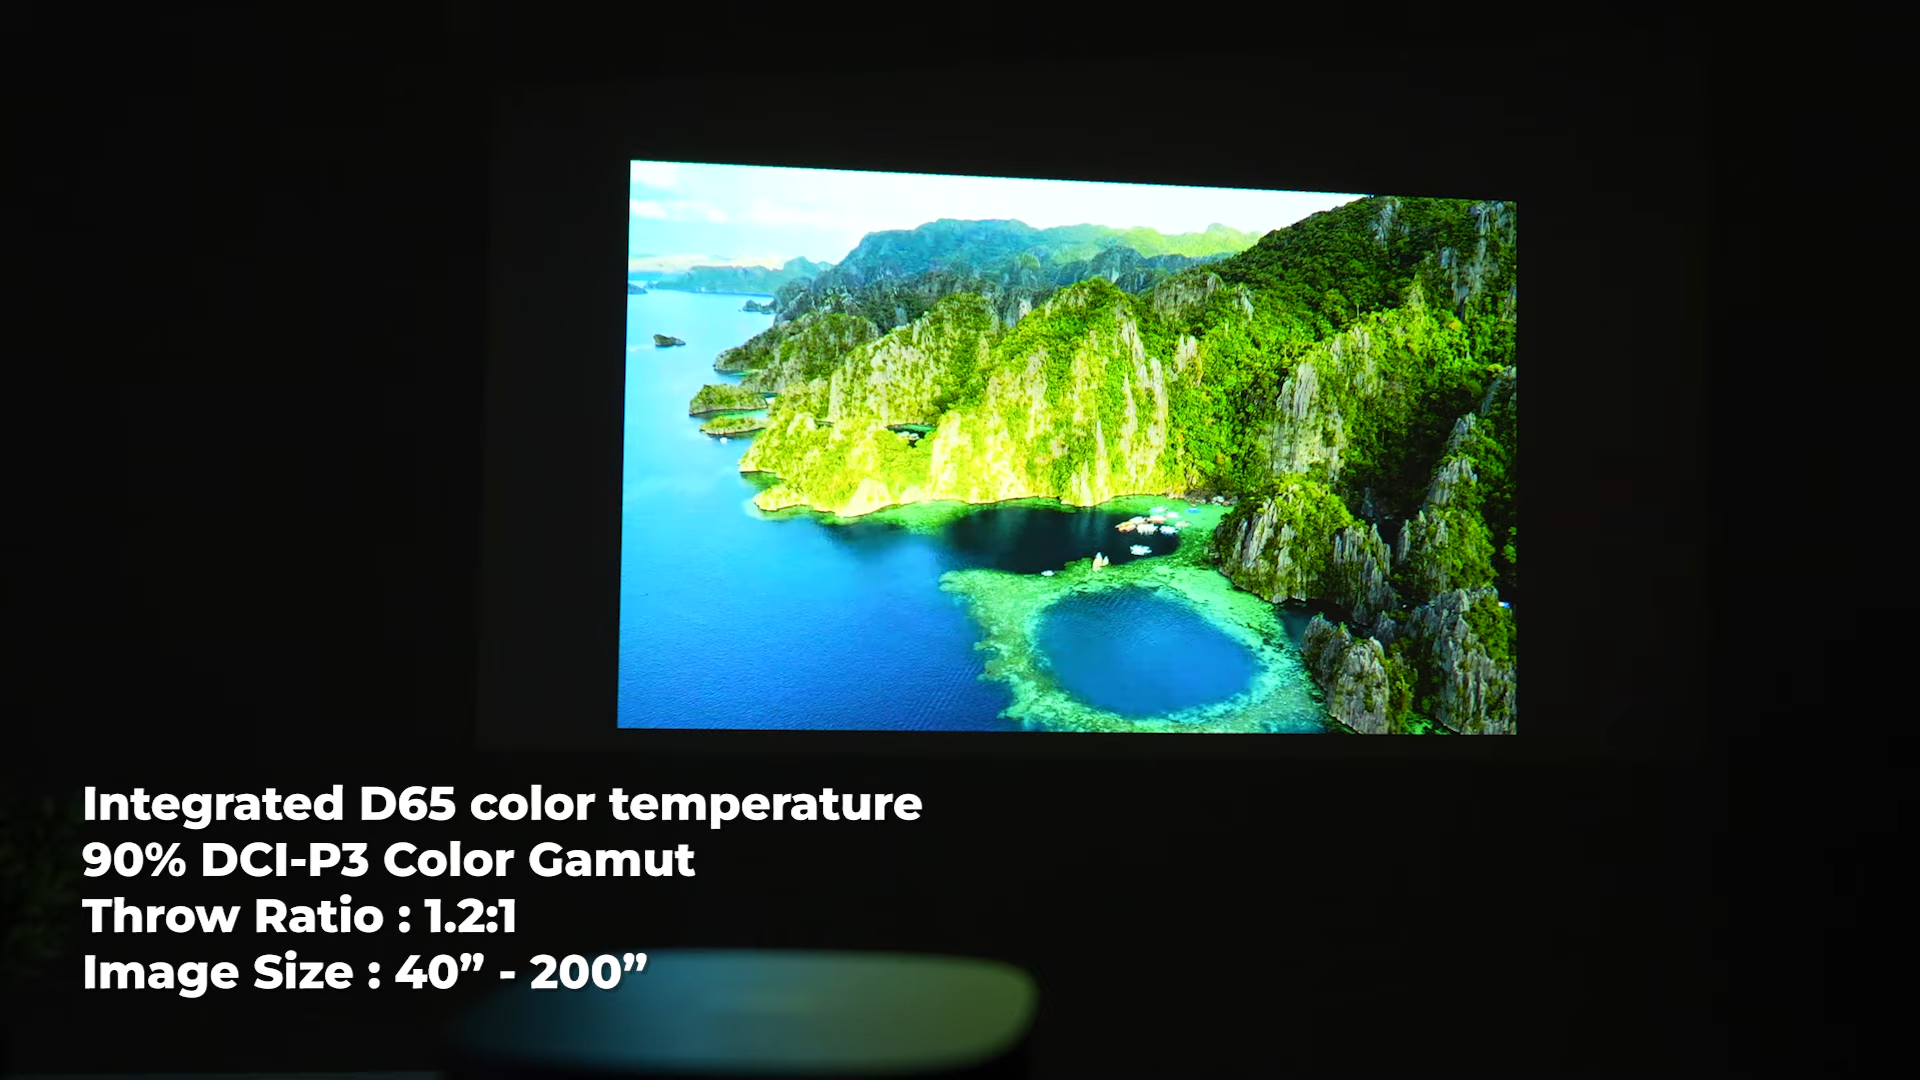 Integrated D65 color temperature
90% DCI-P3 Color Gamut
Throw Ratio : 1.2:1
Image Size : 40” - 200”